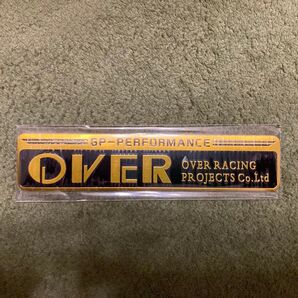 GP-PERFORMANCE
OVER
OVER RACING
PROJECTS Co.Ltd